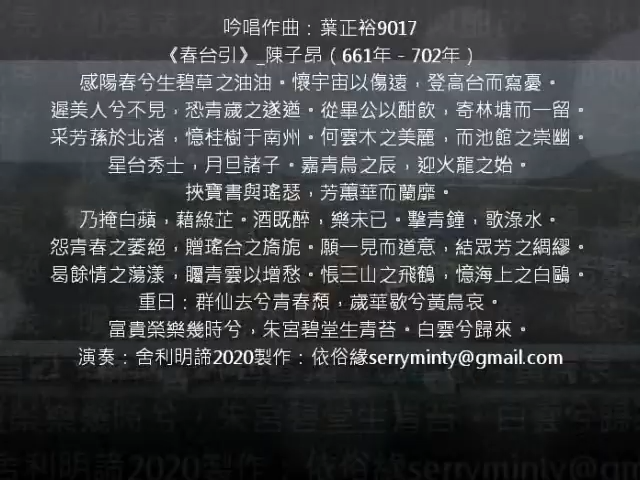 吟唱作曲：葉正裕9017
《春台引》_陳子昂（661年－702年）
感陽春兮生碧草之油油。懷宇宙以傷遠，登高台而寫憂。
遲美人兮不見，恐青歲之遂遒。從畢公以酣飲，寄林塘而一留。
采芳蓀於北渚，憶桂樹于南州。何雲木之美麗，而池館之崇幽。
星台秀士，月旦諸子。嘉青鳥之辰，迎火龍之始。
挾寶書與瑤瑟，芳蕙華而蘭靡。
乃掩白蘋，藉綠芷。酒既醉，樂未已。擊青鐘，歌淥水。
怨青春之萎絕，贈瑤台之旖旎。願一見而道意，結眾芳之綢繆。
曷餘情之蕩漾，矚青雲以增愁。悵三山之飛鶴，憶海上之白鷗。
重曰：群仙去兮青春頹，歲華歇兮黃鳥哀。
富貴榮樂幾時兮，朱宮碧堂生青苔。白雲兮歸來。
演奏：舍利明諦2020製作：依俗緣serryminty@gmail.com